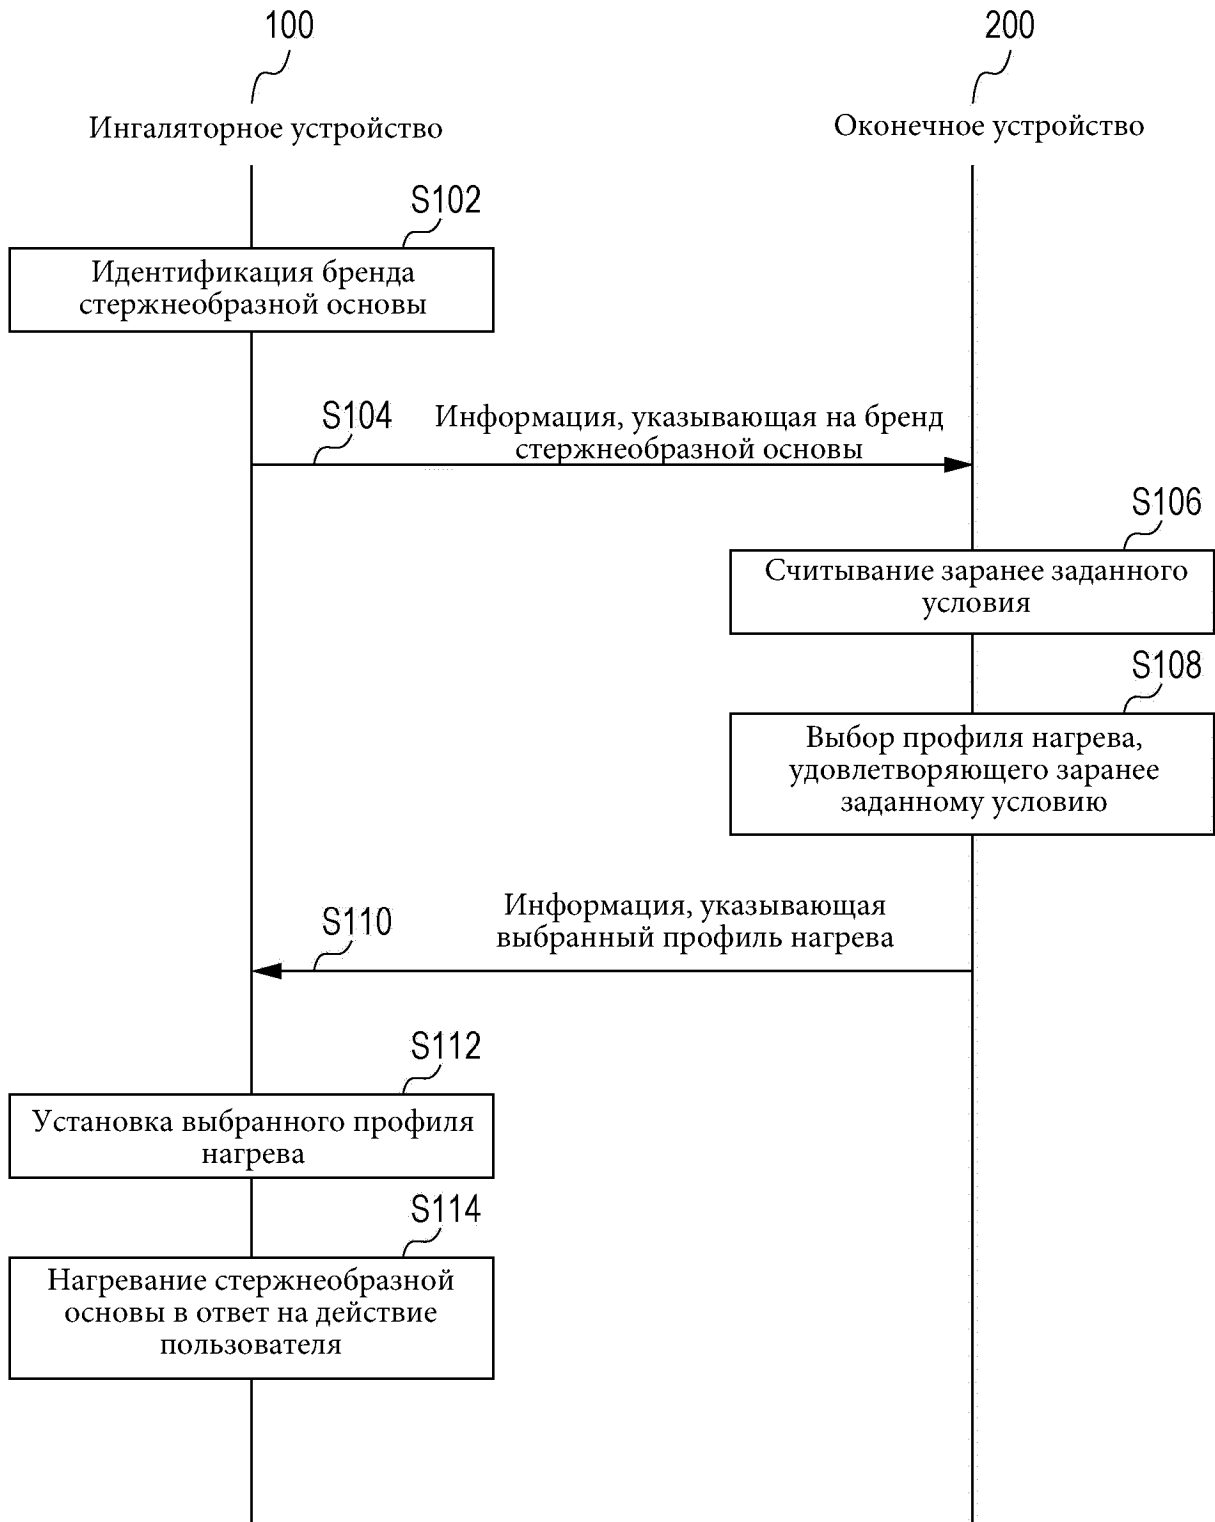 100
200
Ингаляторное устройство
Оконечное устройство
S102
Идентификация бренда
стержнеобразной основы
S104
Информация, указывающая на бренд
стержнеобразной основы
S106
Считывание заранее заданного
условия
S108
Выбор профиля нагрева,
удовлетворяющего заранее
заданному условию
S110
Информация, указывающая
выбранный профиль нагрева
S112
Установка выбранного профиля
нагрева
S114
Нагревание стержнеобразной
основы в ответ на действие
пользователя